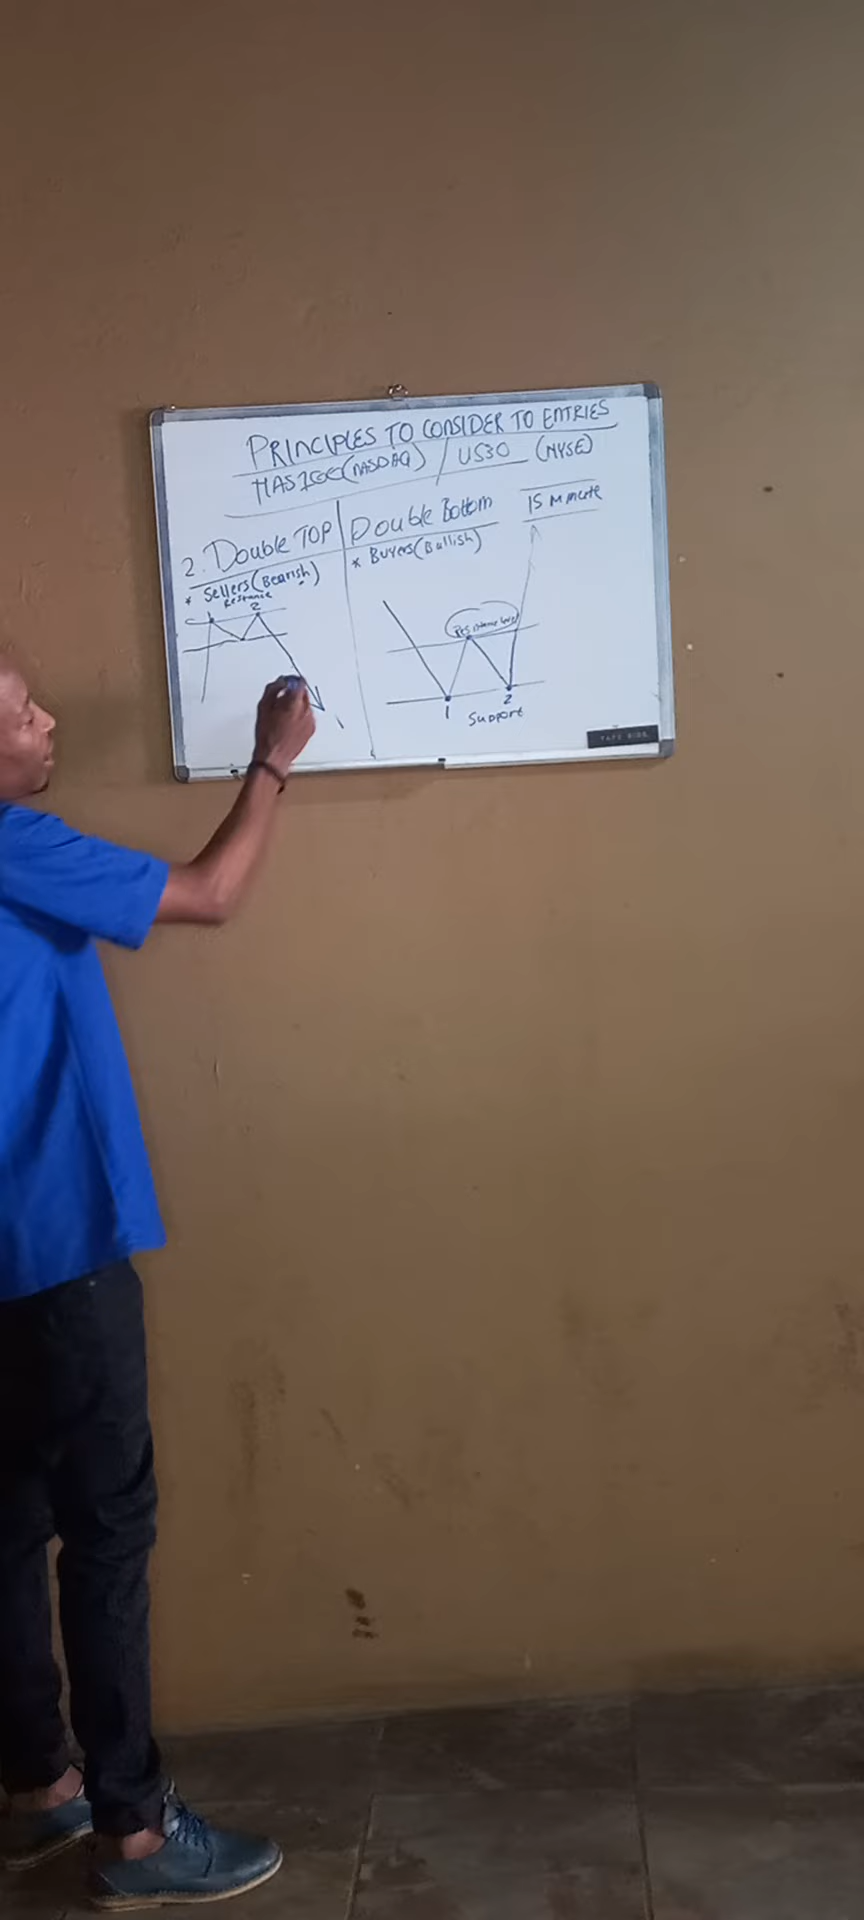 PRINCIPLES TO CONSIDER TO ENTRIES
NAS100 (NASDAQ) / US30 (NYSE)
2. Double TOP
* Sellers (Bearish)
2
Double Bottom
* Buyers (Bullish)
15 Minute
1
2
Support